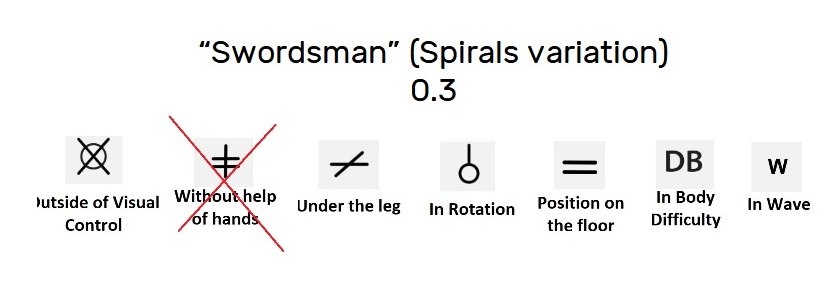 “Swordsman” (Spirals variation)
0.3
DB
W
Outside of Visual
Control
Without help
of hands
Under the leg
In Rotation
Position on
the floor
In Body
Difficulty
In Wave